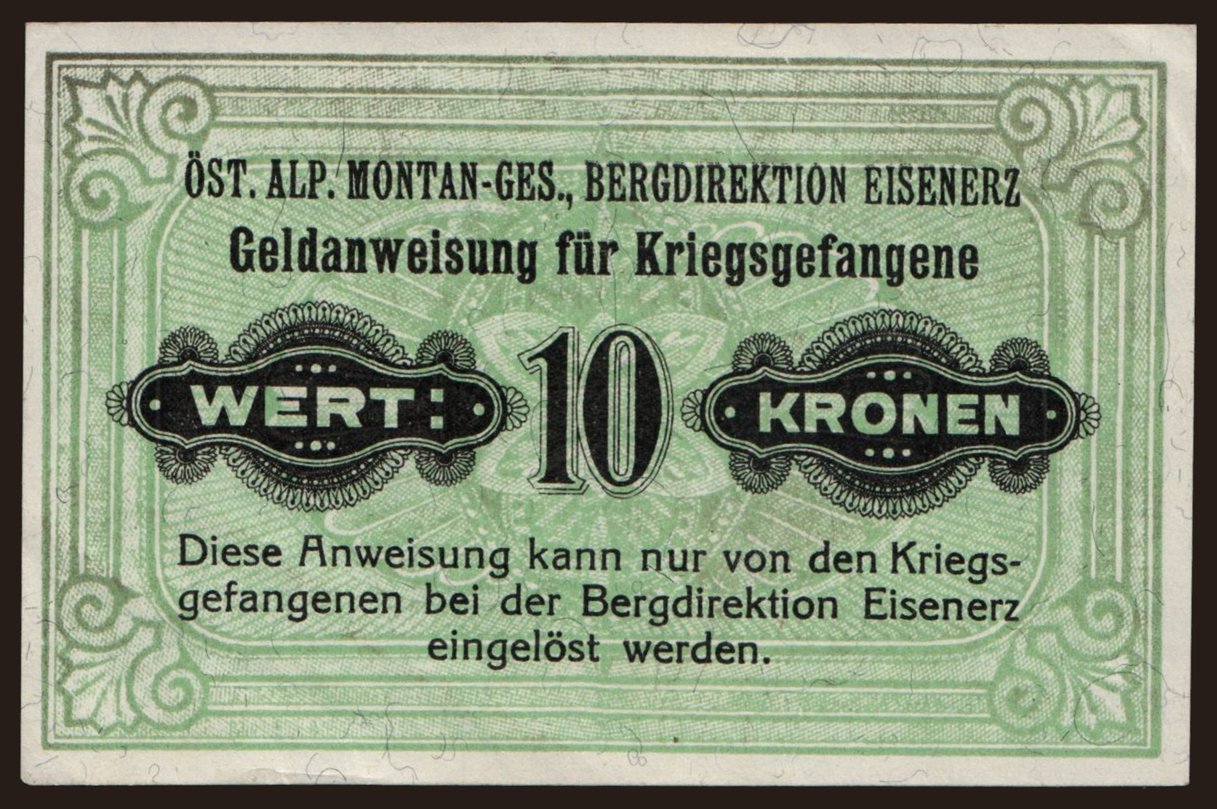 ÖST. ALP. MONTAN-GES., BERGDIREKTION EISENERZ
Geldanweisung für Kriegsgefangene
WERT: 10 KRONEN
Diese Anweisung kann nur von den Kriegs-
gefangenen bei der Bergdirektion Eisenerz
eingelöst werden.